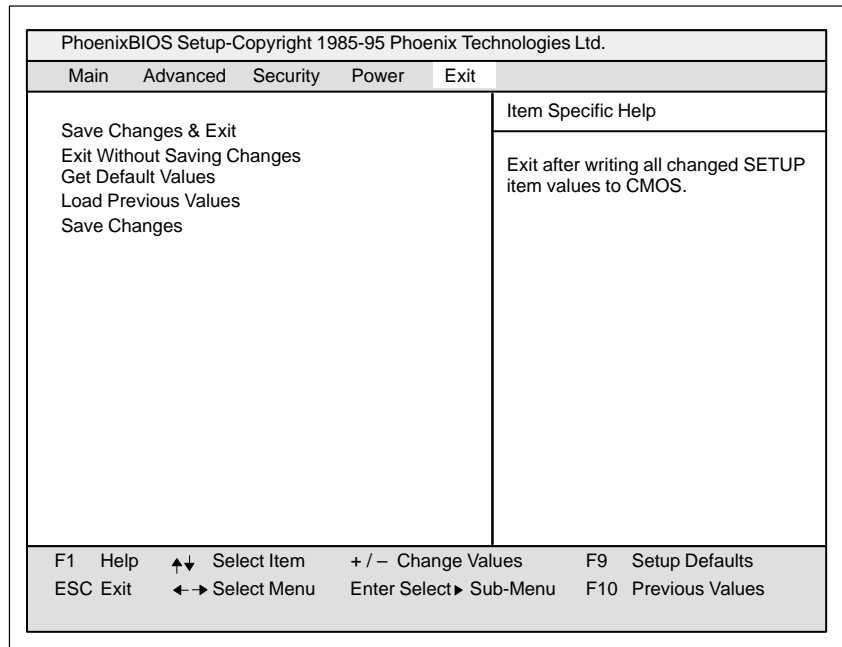 PhoenixBIOS Setup-Copyright 1985-95 Phoenix Technologies Ltd.
Main Advanced Security Power Exit
Save Changes & Exit
Exit Without Saving Changes
Get Default Values
Load Previous Values
Save Changes
Item Specific Help
Exit after writing all changed SETUP
item values to CMOS.
F1 Help Select Item + / – Change Values F9 Setup Defaults
ESC Exit Select Menu Enter Select Sub-Menu F10 Previous Values